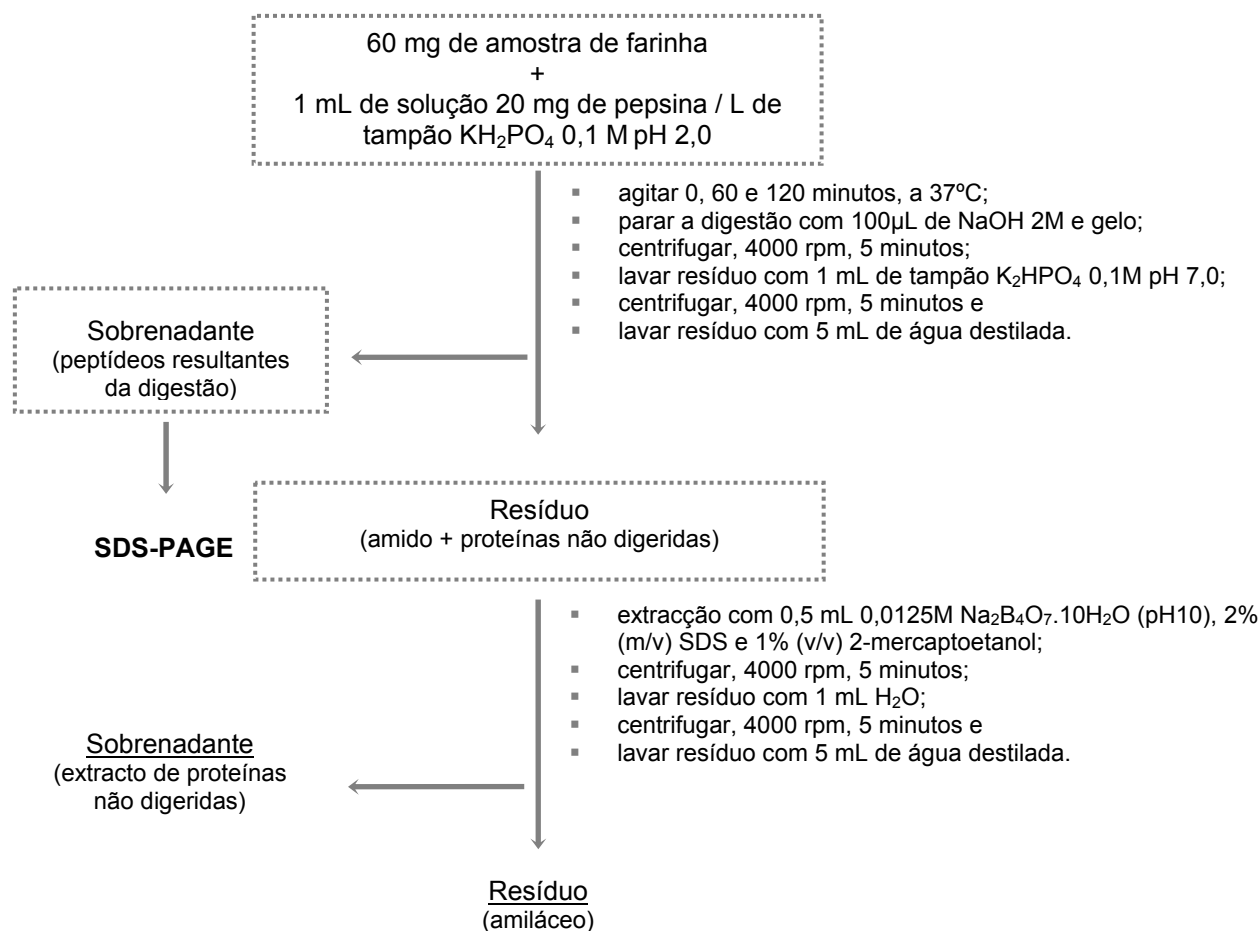 60 mg de amostra de farinha
+
1 mL de solução 20 mg de pepsina / L de
tampão KH₂PO₄ 0,1 M pH 2,0
▪ agitar 0, 60 e 120 minutos, a 37ºC;
▪ parar a digestão com 100µL de NaOH 2M e gelo;
▪ centrifugar, 4000 rpm, 5 minutos;
▪ lavar resíduo com 1 mL de tampão K₂HPO₄ 0,1M pH 7,0;
▪ centrifugar, 4000 rpm, 5 minutos e
▪ lavar resíduo com 5 mL de água destilada.
Sobrenadante
(peptídeos resultantes
da digestão)
SDS-PAGE
Resíduo
(amido + proteínas não digeridas)
▪ extracção com 0,5 mL 0,0125M Na₂B₄O₇.10H₂O (pH10), 2%
(m/v) SDS e 1% (v/v) 2-mercaptoetanol;
▪ centrifugar, 4000 rpm, 5 minutos;
▪ lavar resíduo com 1 mL H₂O;
▪ centrifugar, 4000 rpm, 5 minutos e
▪ lavar resíduo com 5 mL de água destilada.
Sobrenadante
(extracto de proteínas
não digeridas)
Resíduo
(amiláceo)